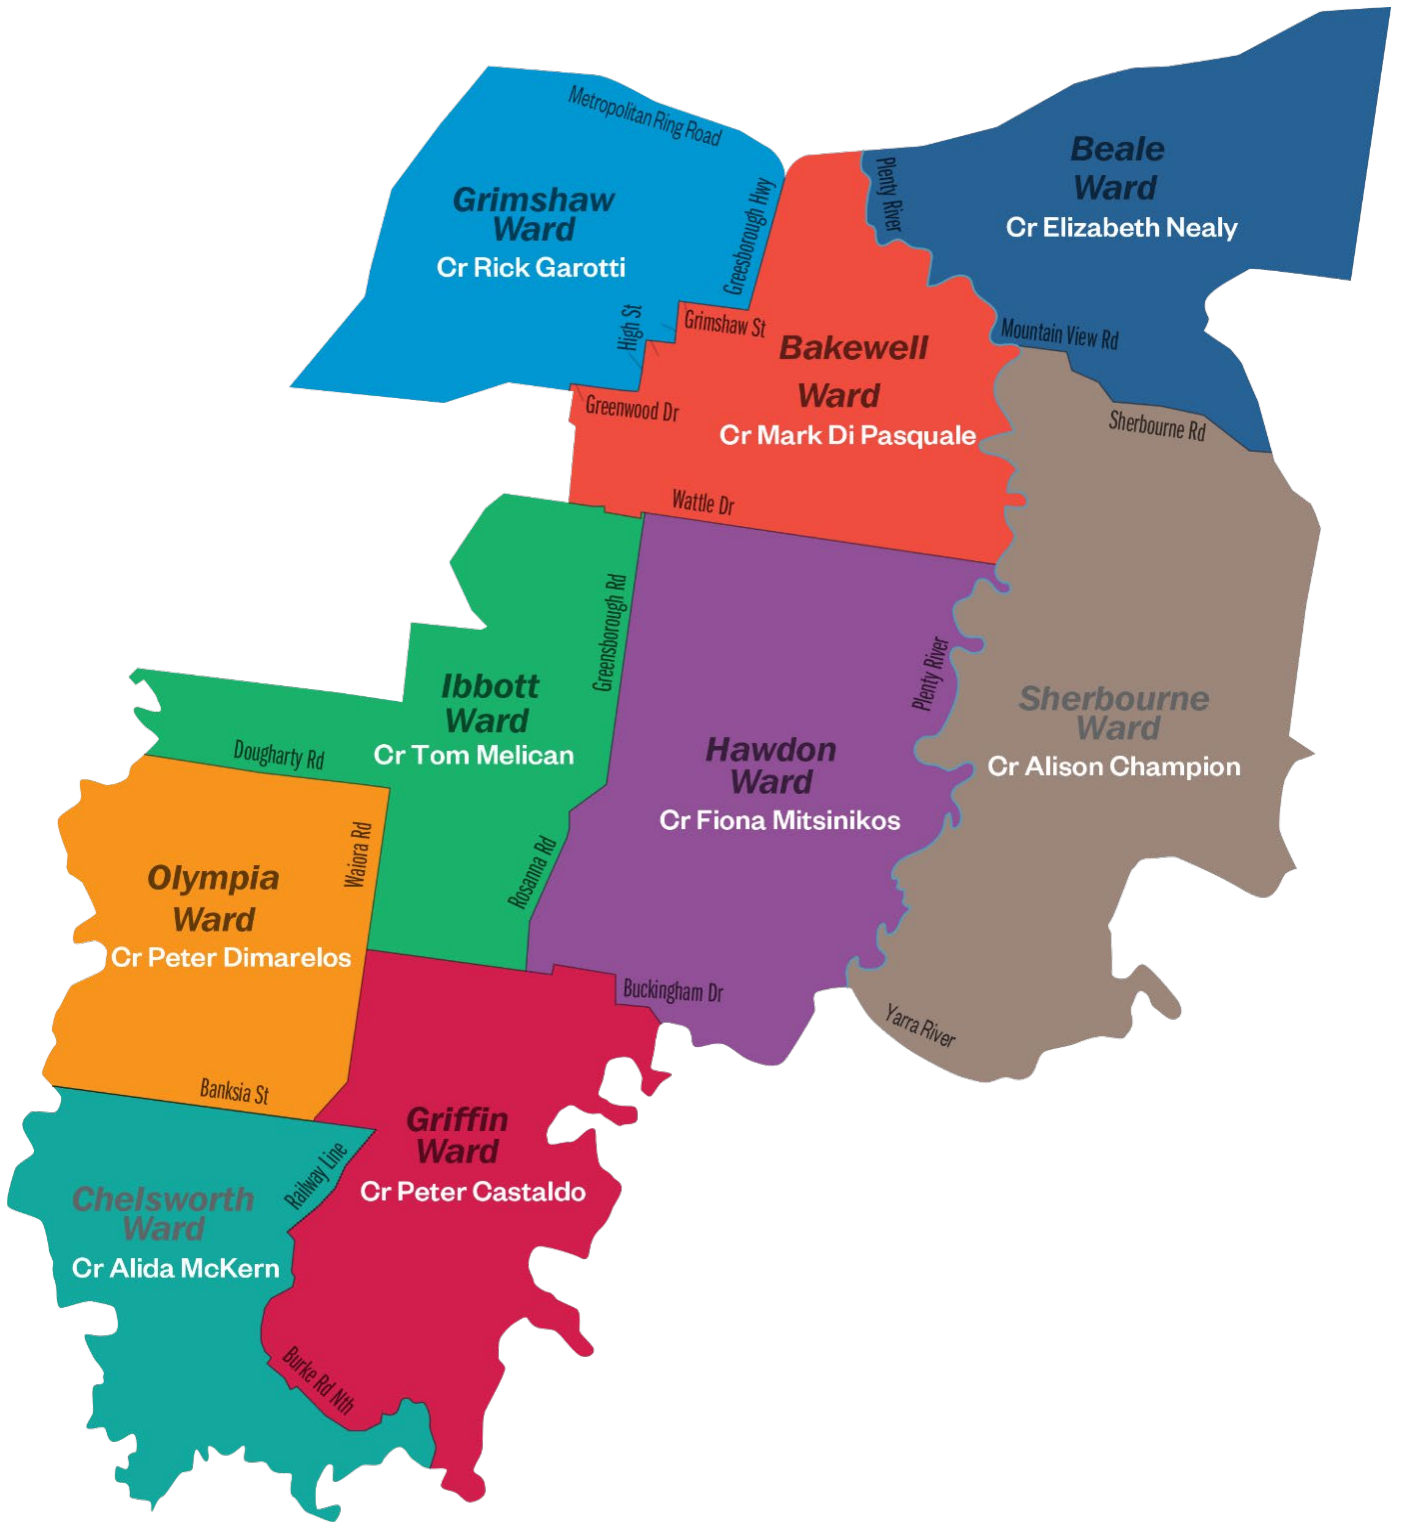 Metropolitan Ring Road
Grimshaw
Ward
Cr Rick Garotti
Greesborough Hwy
High St
Grimshaw St
Greenwood Dr
Plenty River
Beale
Ward
Cr Elizabeth Nealy
Mountain View Rd
Sherbourne Rd
Bakewell
Ward
Cr Mark Di Pasquale
Wattle Dr
Greensborough Rd
Ibbott
Ward
Cr Tom Melican
Dougharty Rd
Rosanna Rd
Plenty River
Hawdon
Ward
Cr Fiona Mitsinikos
Buckingham Dr
Sherbourne
Ward
Cr Alison Champion
Yarra River
Waiora Rd
Olympia
Ward
Cr Peter Dimarelos
Banksia St
Griffin
Ward
Cr Peter Castaldo
Railway Line
Chelsworth
Ward
Cr Alida McKern
Burke Rd Nth